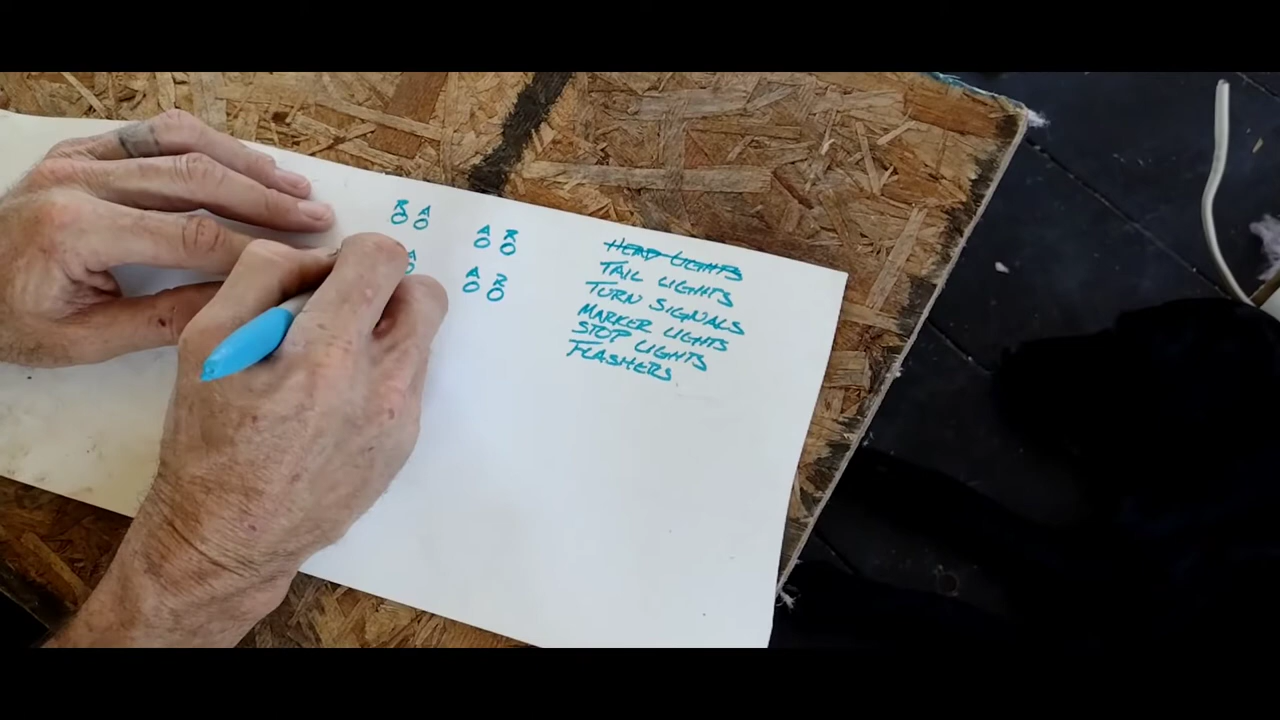 R A
A R
A
A R
HEAD LIGHTS
TAIL LIGHTS
TURN SIGNALS
MARKER LIGHTS
STOP LIGHTS
FLASHERS